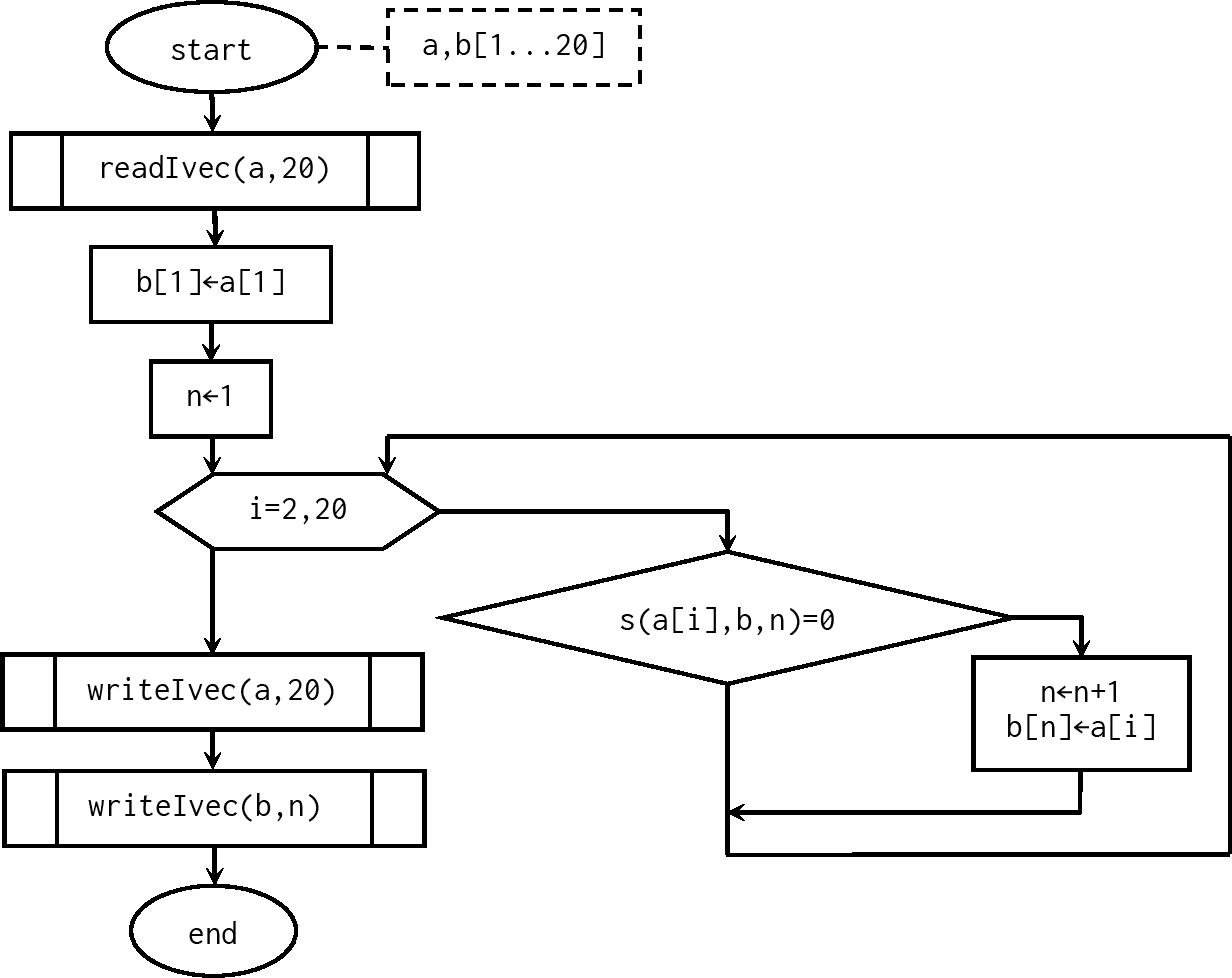 start
a,b[1...20]
readIvec(a,20)
b[1]←a[1]
n←1
i=2,20
s(a[i],b,n)=0
n←n+1
b[n]←a[i]
writeIvec(a,20)
writeIvec(b,n)
end